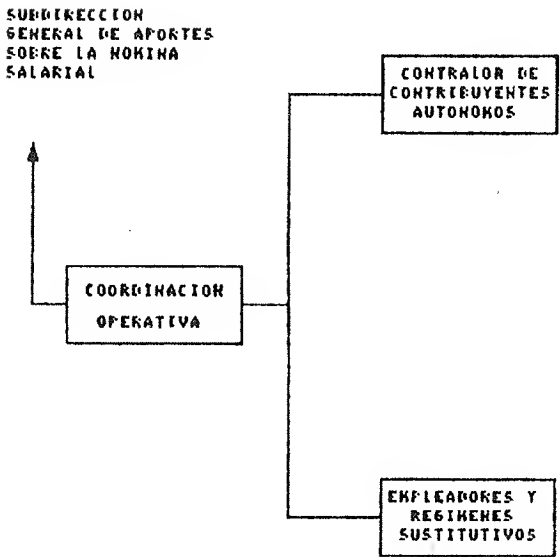 SUBDIRECCION
GENERAL DE APORTES
SOBRE LA NOMINA
SALARIAL
CONTRALOR DE
CONTRIBUYENTES
AUTONOMOS
COORDINACION
OPERATIVA
EMPLEADORES Y
REGIMENES
SUSTITUTIVOS